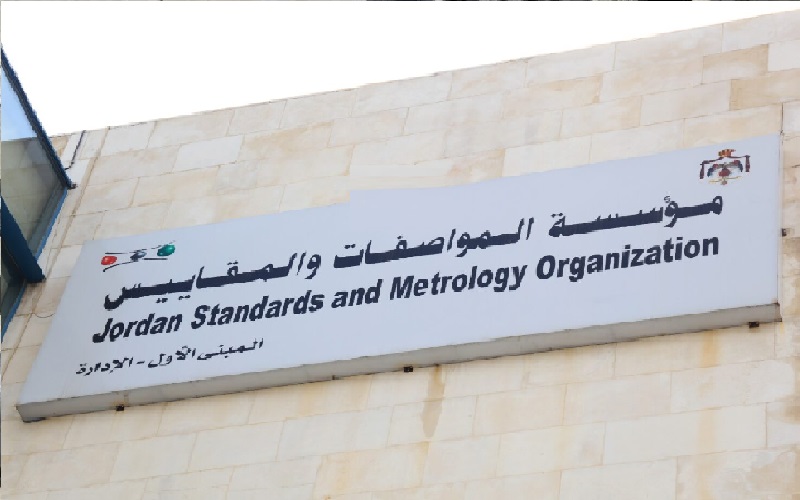 مؤسسة المواصفات والمقاييس
Jordan Standards and Metrology Organization
المبنى الأول - الإدارة